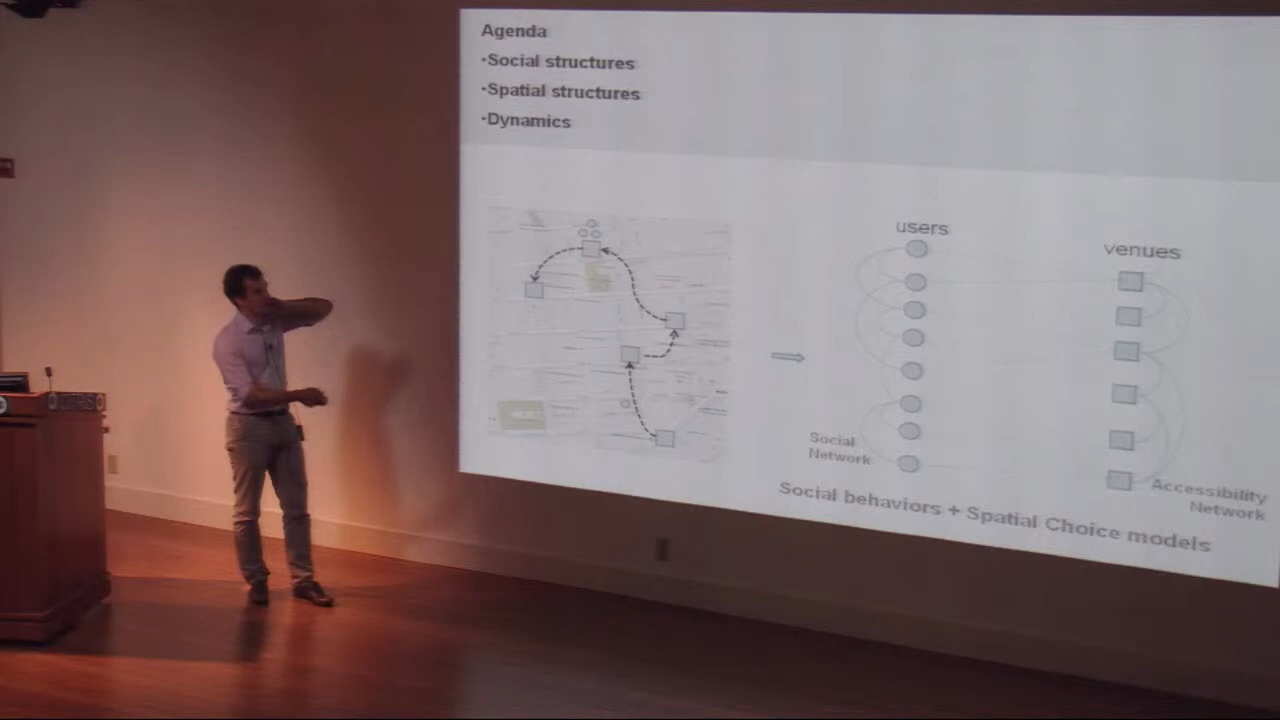 Agenda
•Social structures
•Spatial structures
•Dynamics
users
venues
Social
Network
Accessibility
Network
Social behaviors + Spatial Choice models